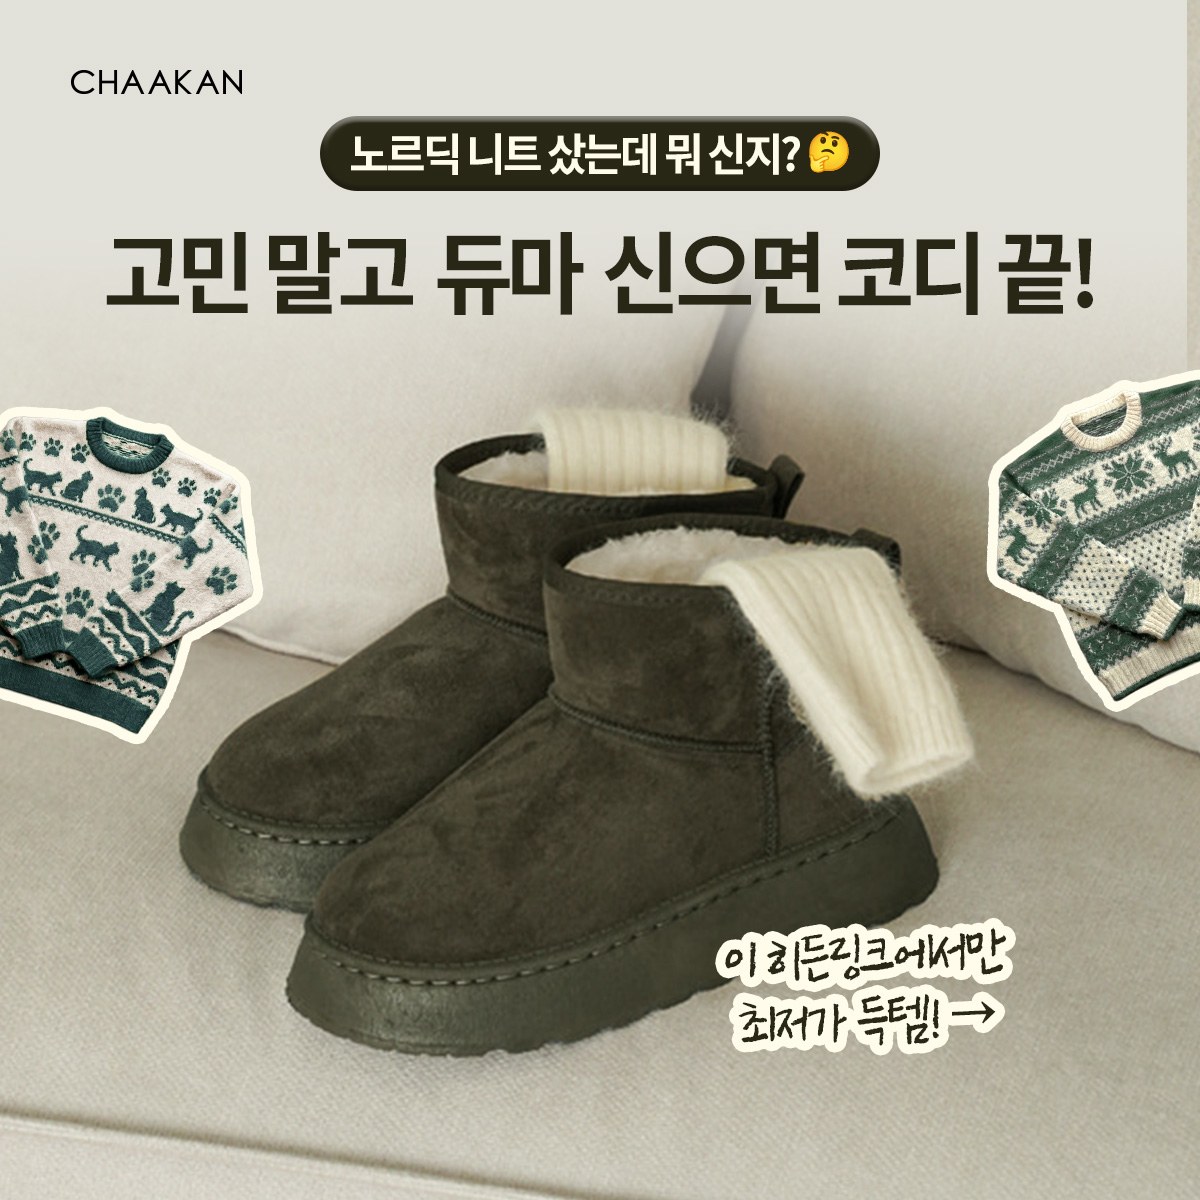 CHAAKAN
노르딕 니트 샀는데 뭐 신지? 🤔
고민 말고 듀마 신으면 코디 끝!
이 히든링크에서만
최저가 득템! →